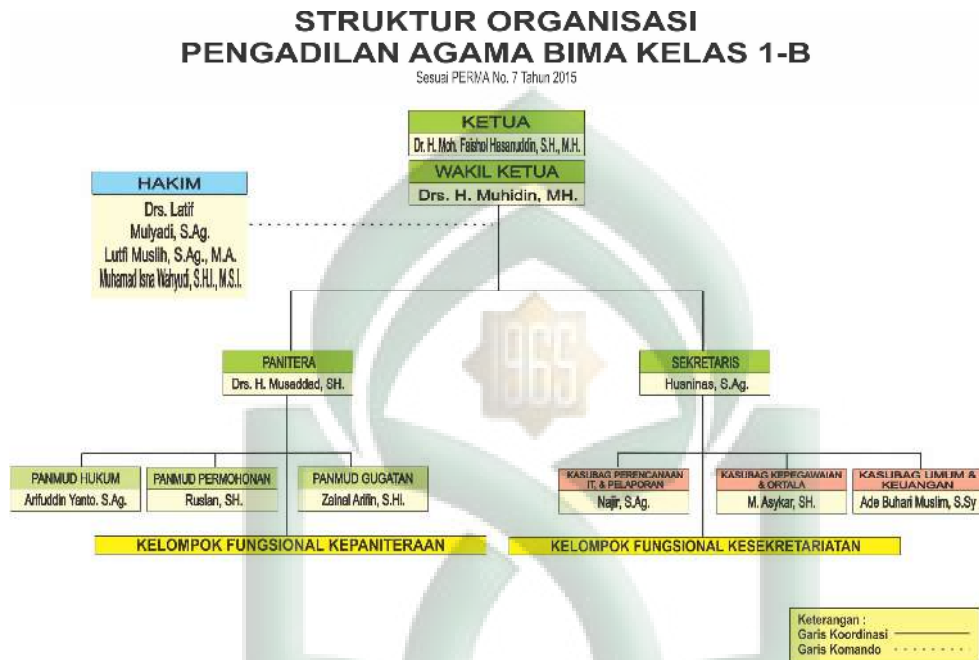 STRUKTUR ORGANISASI
PENGADILAN AGAMA BIMA KELAS 1-B
Sesuai PERMA No. 7 Tahun 2015
KETUA
Dr. H. Moh. Faishol Hasanuddin, S.H., M.H.
WAKIL KETUA
Drs. H. Muhidin, MH.
HAKIM
Drs. Latif
Mulyadi, S.Ag.
Lutfi Muslih, S.Ag., M.A.
Muhamad Isna Wahyudi, S.H.I., M.S.I.
1965
PANITERA
Drs. H. Musaddad, SH.
SEKRETARIS
Husninas, S.Ag.
PANMUD HUKUM
Arifuddin Yanto. S.Ag.
PANMUD PERMOHONAN
Ruslan, SH.
PANMUD GUGATAN
Zainal Arifin, S.HI.
KASUBAG PERENCANAAN
IT, & PELAPORAN
Najir, S.Ag.
KASUBAG KEPEGAWAIAN
& ORTALA
M. Asykar, SH.
KASUBAG UMUM &
KEUANGAN
Ade Buhari Muslim, S.Sy
KELOMPOK FUNGSIONAL KEPANITERAAN
KELOMPOK FUNGSIONAL KESEKRETARIATAN
Keterangan :
Garis Koordinasi
Garis Komando